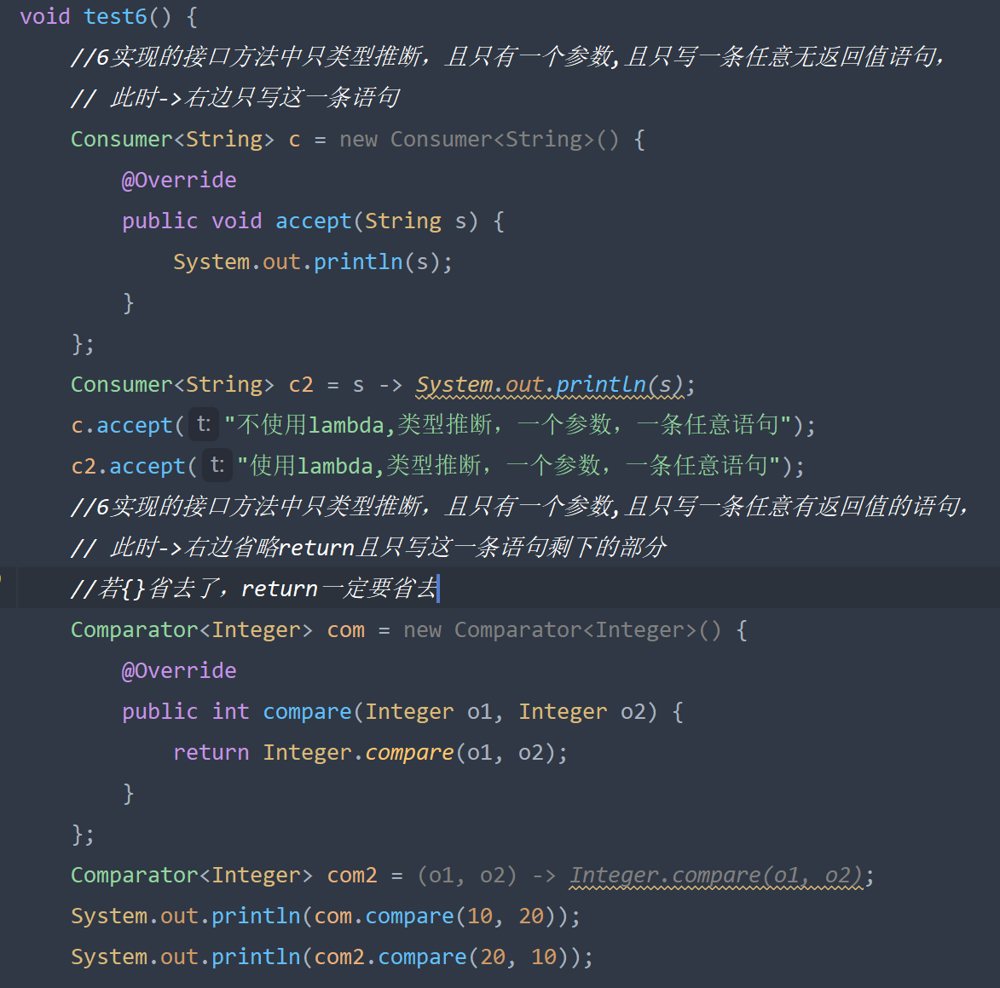 void test6() {
//6实现的接口方法中只类型推断，且只有一个参数,且只写一条任意无返回值语句，
// 此时->右边只写这一条语句
Consumer<String> c = new Consumer<String>() {
@Override
public void accept(String s) {
System.out.println(s);
}
};
Consumer<String> c2 = s -> System.out.println(s);
c.accept( t: "不使用lambda,类型推断，一个参数，一条任意语句");
c2.accept( t: "使用lambda,类型推断，一个参数，一条任意语句");
//6实现的接口方法中只类型推断，且只有一个参数,且只写一条任意有返回值的语句，
// 此时->右边省略return且只写这一条语句剩下的部分
//若{}省去了，return一定要省去
Comparator<Integer> com = new Comparator<Integer>() {
@Override
public int compare(Integer o1, Integer o2) {
return Integer.compare(o1, o2);
}
};
Comparator<Integer> com2 = (o1, o2) -> Integer.compare(o1, o2);
System.out.println(com.compare(10, 20));
System.out.println(com2.compare(20, 10));